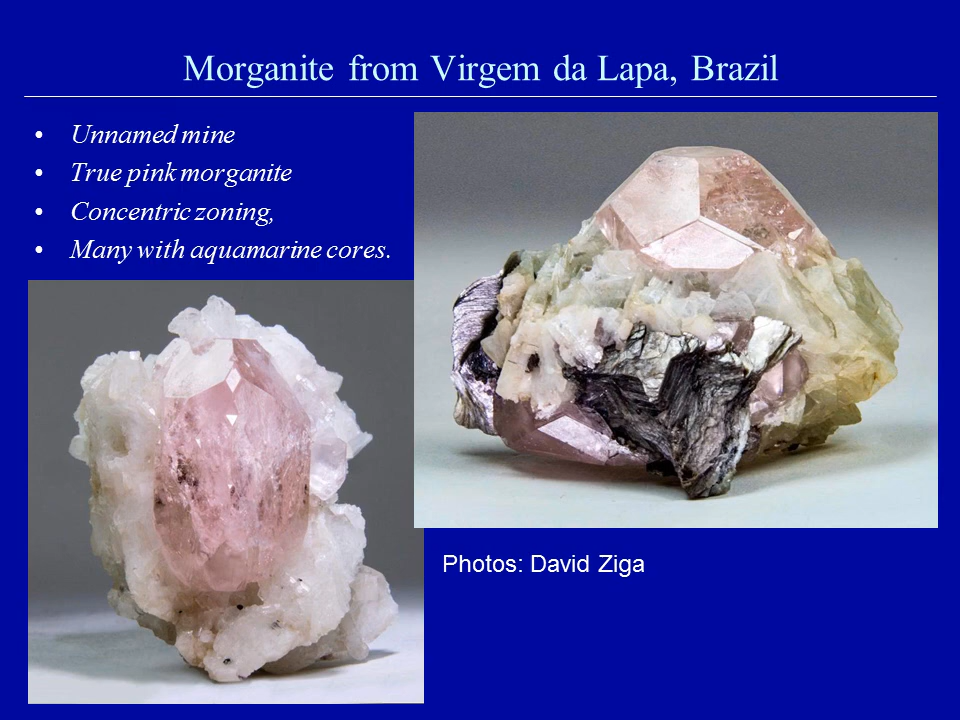 Morganite from Virgem da Lapa, Brazil
• Unnamed mine
• True pink morganite
• Concentric zoning,
• Many with aquamarine cores.
Photos: David Ziga